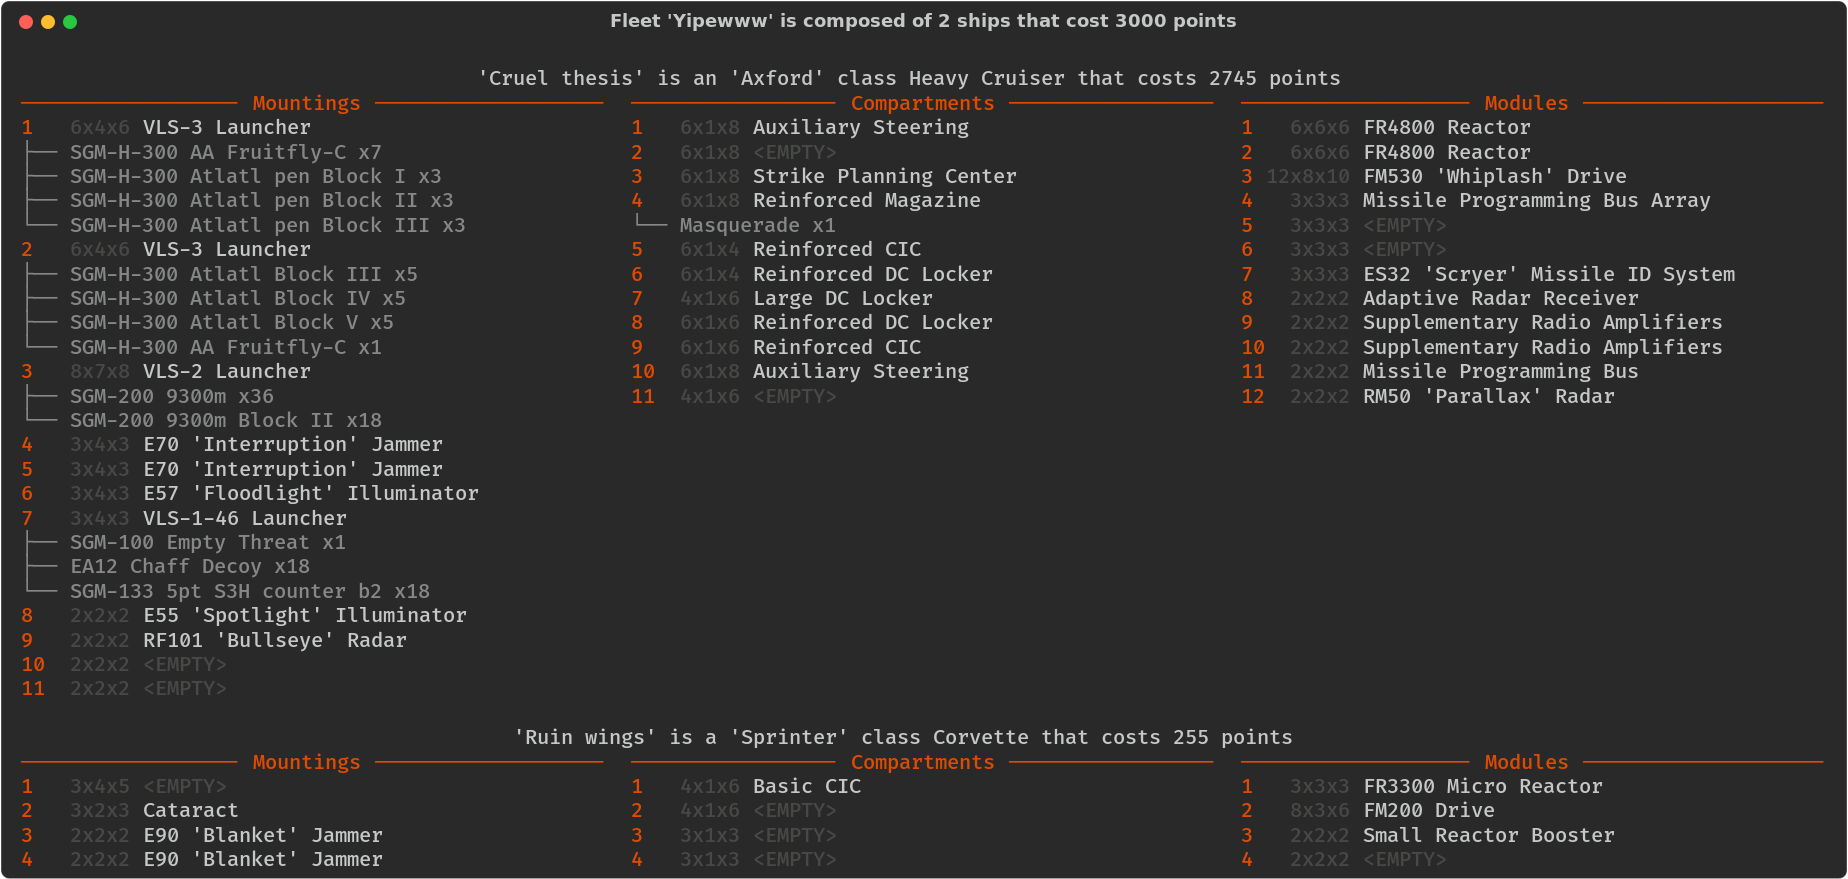 Fleet 'Yipewww' is composed of 2 ships that cost 3000 points
'Cruel thesis' is an 'Axford' class Heavy Cruiser that costs 2745 points
Mountings
1 6x4x6 VLS-3 Launcher
SGM-H-300 AA Fruitfly-C x7
SGM-H-300 Atlatl pen Block I x3
SGM-H-300 Atlatl pen Block II x3
SGM-H-300 Atlatl pen Block III x3
2 6x4x6 VLS-3 Launcher
SGM-H-300 Atlatl Block III x5
SGM-H-300 Atlatl Block IV x5
SGM-H-300 Atlatl Block V x5
SGM-H-300 AA Fruitfly-C x1
3 8x7x8 VLS-2 Launcher
SGM-200 9300m x36
SGM-200 9300m Block II x18
4 3x4x3 E70 'Interruption' Jammer
5 3x4x3 E70 'Interruption' Jammer
6 3x4x3 E57 'Floodlight' Illuminator
7 3x4x3 VLS-1-46 Launcher
SGM-100 Empty Threat x1
EA12 Chaff Decoy x18
SGM-133 5pt S3H counter b2 x18
8 2x2x2 E55 'Spotlight' Illuminator
9 2x2x2 RF101 'Bullseye' Radar
10 2x2x2 <EMPTY>
11 2x2x2 <EMPTY>
Compartments
1 6x1x8 Auxiliary Steering
2 6x1x8 <EMPTY>
3 6x1x8 Strike Planning Center
4 6x1x8 Reinforced Magazine
Masquerade x1
5 6x1x4 Reinforced CIC
6 6x1x4 Reinforced DC Locker
7 4x1x6 Large DC Locker
8 6x1x6 Reinforced DC Locker
9 6x1x6 Reinforced CIC
10 6x1x8 Auxiliary Steering
11 4x1x6 <EMPTY>
Modules
1 6x6x6 FR4800 Reactor
2 6x6x6 FR4800 Reactor
3 12x8x10 FM530 'Whiplash' Drive
4 3x3x3 Missile Programming Bus Array
5 3x3x3 <EMPTY>
6 3x3x3 <EMPTY>
7 3x3x3 ES32 'Scryer' Missile ID System
8 2x2x2 Adaptive Radar Receiver
9 2x2x2 Supplementary Radio Amplifiers
10 2x2x2 Supplementary Radio Amplifiers
11 2x2x2 Missile Programming Bus
12 2x2x2 RM50 'Parallax' Radar
'Ruin wings' is a 'Sprinter' class Corvette that costs 255 points
Mountings
1 3x4x5 <EMPTY>
2 3x2x3 Cataract
3 2x2x2 E90 'Blanket' Jammer
4 2x2x2 E90 'Blanket' Jammer
Compartments
1 4x1x6 Basic CIC
2 4x1x6 <EMPTY>
3 3x1x3 <EMPTY>
4 3x1x3 <EMPTY>
Modules
1 3x3x3 FR3300 Micro Reactor
2 8x3x6 FM200 Drive
3 2x2x2 Small Reactor Booster
4 2x2x2 <EMPTY>